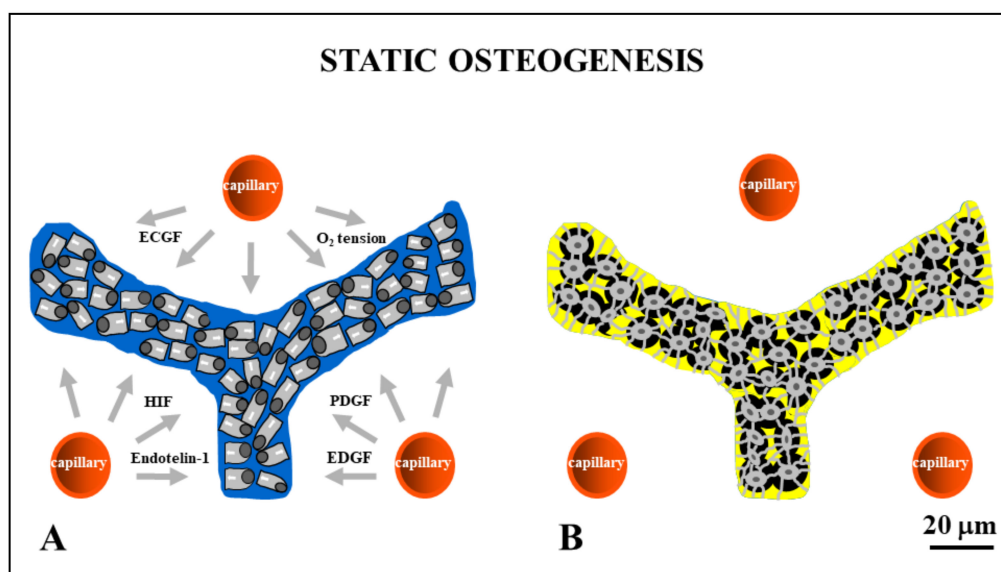 STATIC OSTEOGENESIS
capillary
capillary
ECGF
O2 tension
HIF
PDGF
capillary
Endotelin-1
EDGF
capillary
capillary
capillary
A
B
20 µm